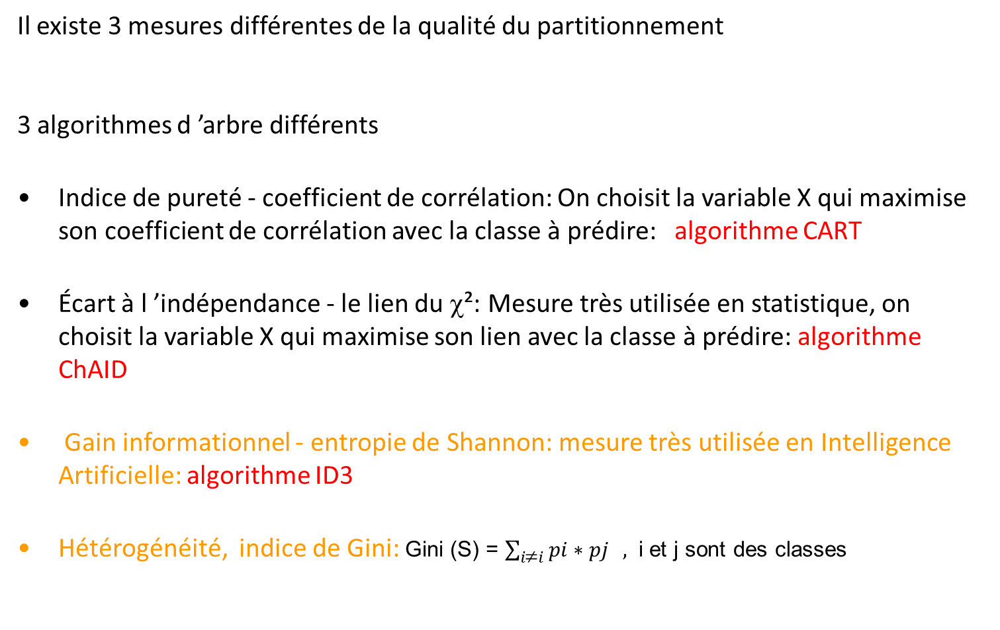 Il existe 3 mesures différentes de la qualité du partitionnement
3 algorithmes d ’arbre différents
• Indice de pureté - coefficient de corrélation: On choisit la variable X qui maximise
son coefficient de corrélation avec la classe à prédire: algorithme CART
• Écart à l ’indépendance - le lien du χ²: Mesure très utilisée en statistique, on
choisit la variable X qui maximise son lien avec la classe à prédire: algorithme
ChAID
• Gain informationnel - entropie de Shannon: mesure très utilisée en Intelligence
Artificielle: algorithme ID3
• Hétérogénéité, indice de Gini: Gini (S) = ∑i≠i pi ∗ pj , i et j sont des classes